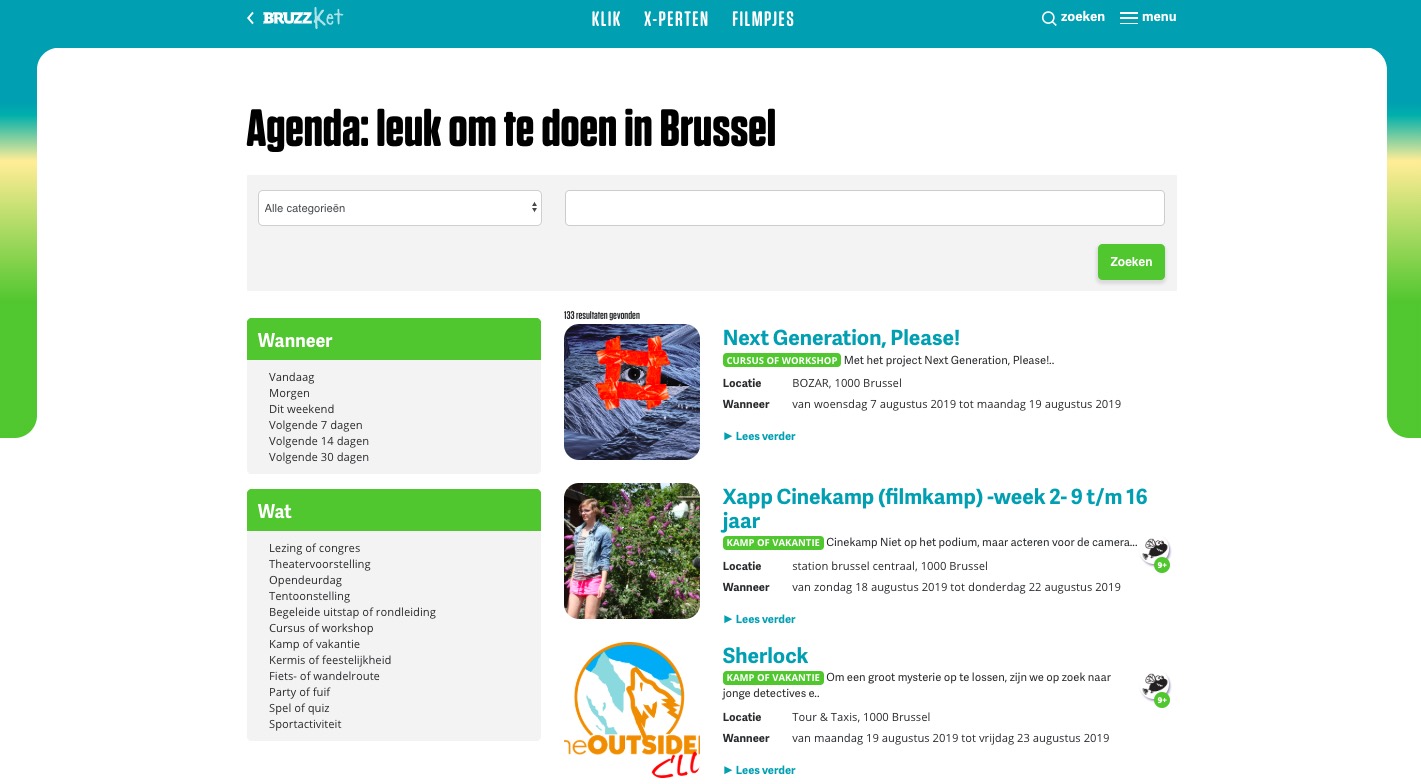 BRUZZ Ket
KLIK X-PERTEN FILMPJES
zoeken menu
Agenda: leuk om te doen in Brussel
Alle categorieën
Zoeken
Wanneer
Vandaag
Morgen
Dit weekend
Volgende 7 dagen
Volgende 14 dagen
Volgende 30 dagen
Wat
Lezing of congres
Theatervoorstelling
Opendeurdag
Tentoonstelling
Begeleide uitstap of rondleiding
Cursus of workshop
Kamp of vakantie
Kermis of feestelijkheid
Fiets- of wandelroute
Party of fuif
Spel of quiz
Sportactiviteit
133 resultaten gevonden
Next Generation, Please!
CURSUS OF WORKSHOP Met het project Next Generation, Please!..
Locatie BOZAR, 1000 Brussel
Wanneer van woensdag 7 augustus 2019 tot maandag 19 augustus 2019
► Lees verder
Xapp Cinekamp (filmkamp) -week 2- 9 t/m 16
jaar
KAMP OF VAKANTIE Cinekamp Niet op het podium, maar acteren voor de camera...
9+
Locatie station brussel centraal, 1000 Brussel
Wanneer van zondag 18 augustus 2019 tot donderdag 22 augustus 2019
► Lees verder
heOUTSIDE
CLU
Sherlock
KAMP OF VAKANTIE Om een groot mysterie op te lossen, zijn we op zoek naar
jonge detectives e..
9+
Locatie Tour & Taxis, 1000 Brussel
Wanneer van maandag 19 augustus 2019 tot vrijdag 23 augustus 2019
► Lees verder